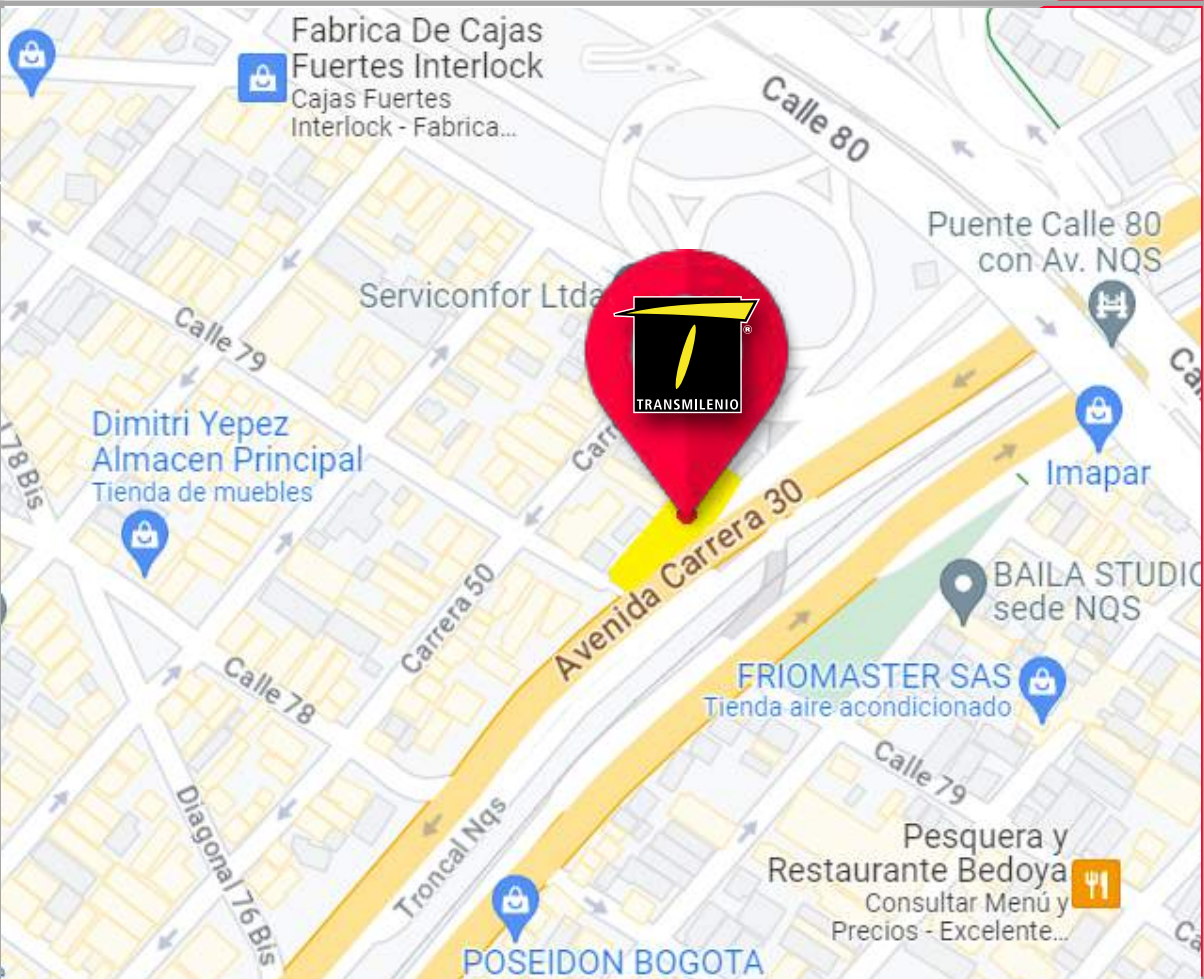 Fabrica De Cajas
Fuertes Interlock
Cajas Fuertes
Interlock - Fabrica...
Calle 80
Puente Calle 80
con Av. NQS
Serviconfor Ltda
TRANSMILENIO
®
Calle 79
Dimitri Yepez
Almacen Principal
Tienda de muebles
Imapar
78 Bis
Avenida Carrera 30
BAILA STUDIO
sede NQS
Carrera 50
FRIOMASTER SAS
Tienda aire acondicionado
Calle 78
Calle 79
Diagonal 76 Bis
Troncal Nqs
Pesquera y
Restaurante Bedoya
Consultar Menú y
Precios - Excelente...
POSEIDON BOGOTA